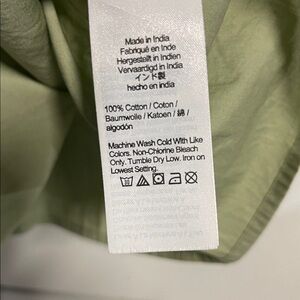 Made in India
Fabriqué en Inde
Hergestellt in Indien
Vervaardigd in India
インド製
hecho en india
100% Cotton / Coton /
Baumwolle / Katoen / 綿 /
algodón
Machine Wash Cold With Like
Colors. Non-Chlorine Bleach
Only. Tumble Dry Low. Iron on
Lowest Setting.